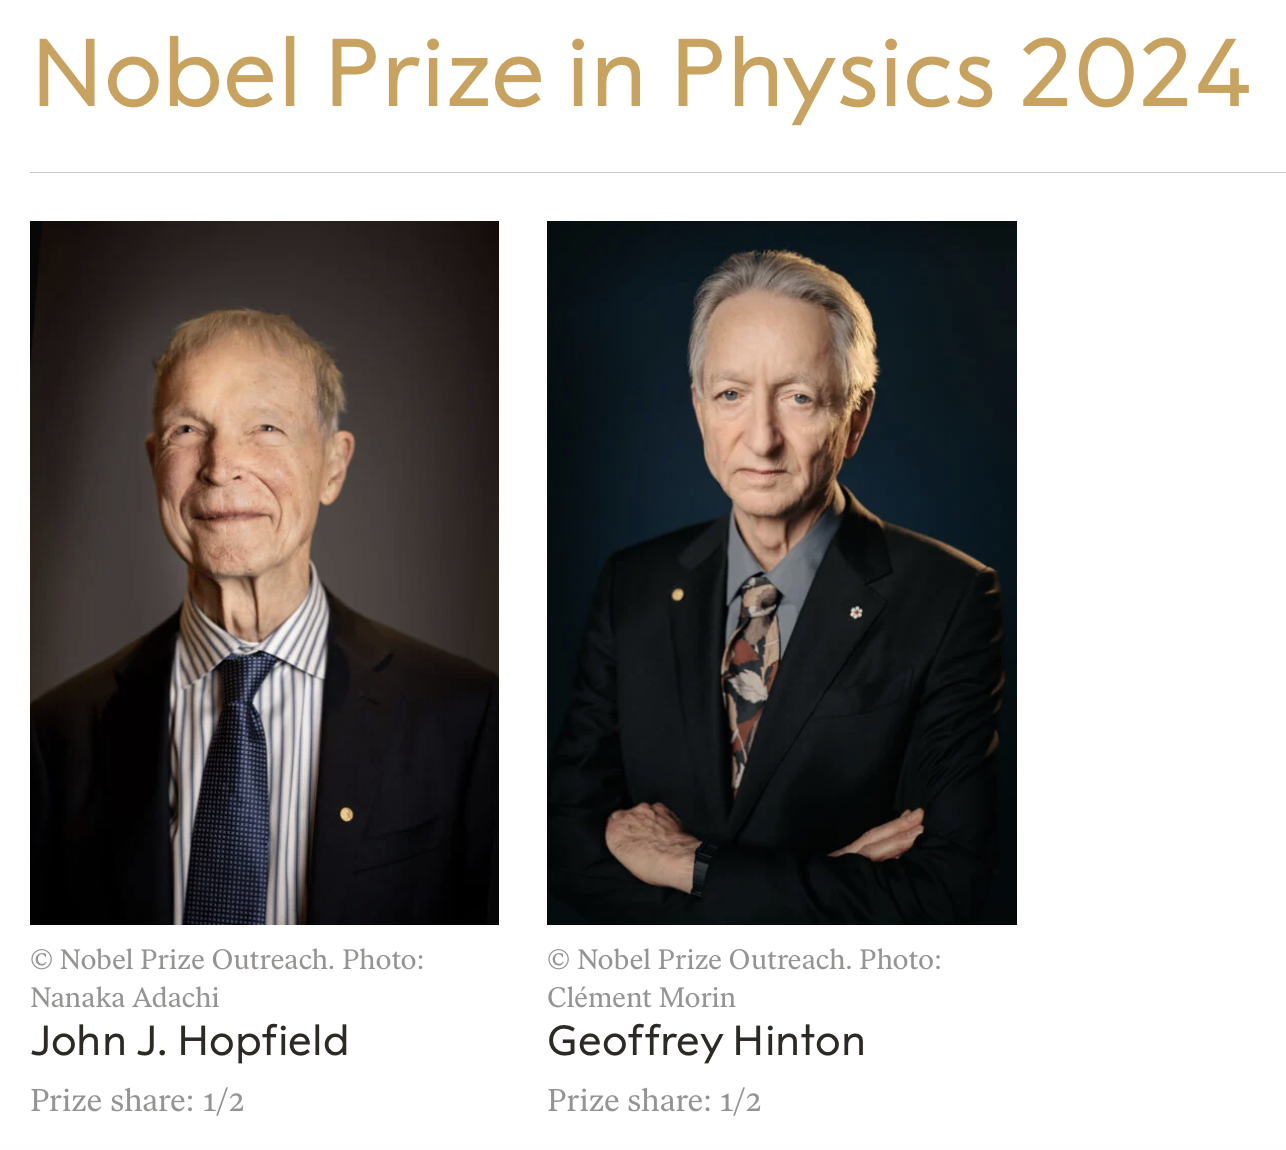 Nobel Prize in Physics 2024
© Nobel Prize Outreach. Photo:
Nanaka Adachi
John J. Hopfield
Prize share: 1/2
© Nobel Prize Outreach. Photo:
Clément Morin
Geoffrey Hinton
Prize share: 1/2